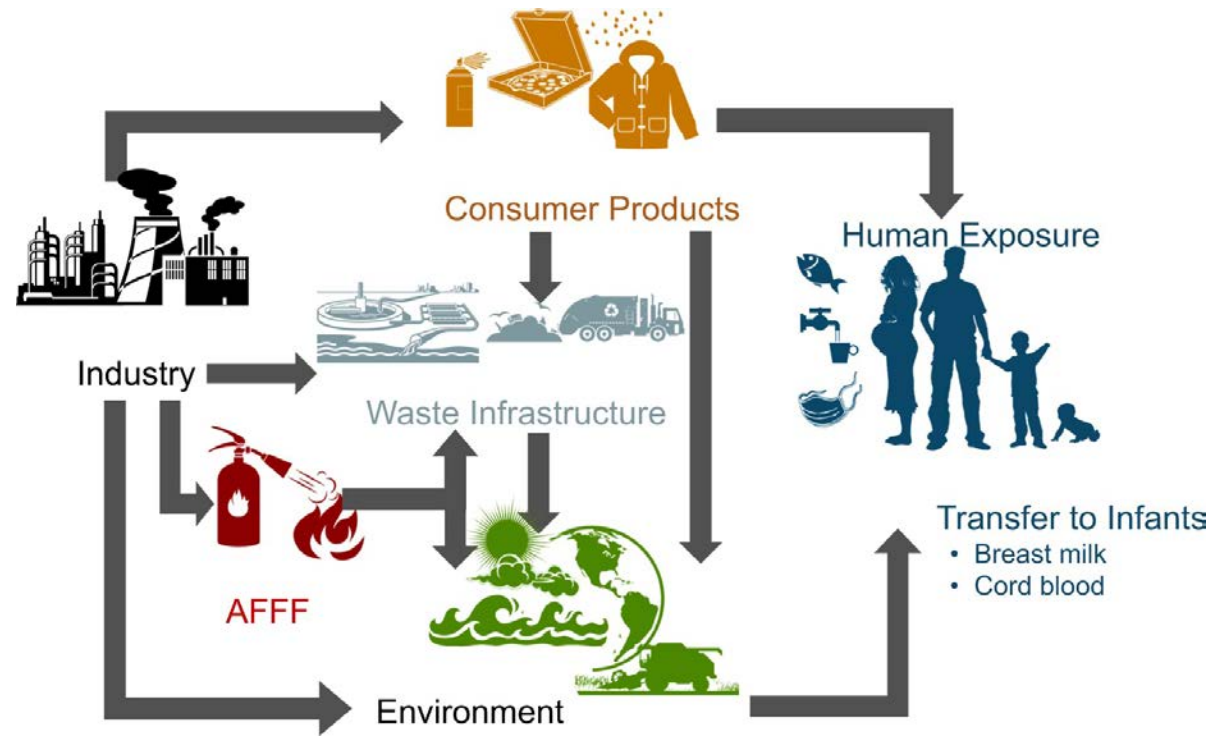 Consumer Products
Human Exposure
Industry
Waste Infrastructure
Transfer to Infants
• Breast milk
• Cord blood
AFFF
Environment